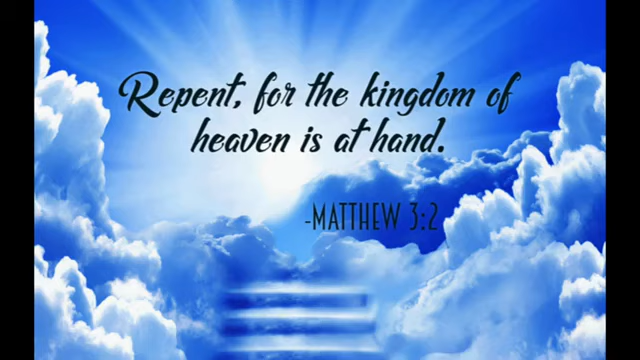 Repent, for the kingdom of
heaven is at hand.
-MATTHEW 3:2